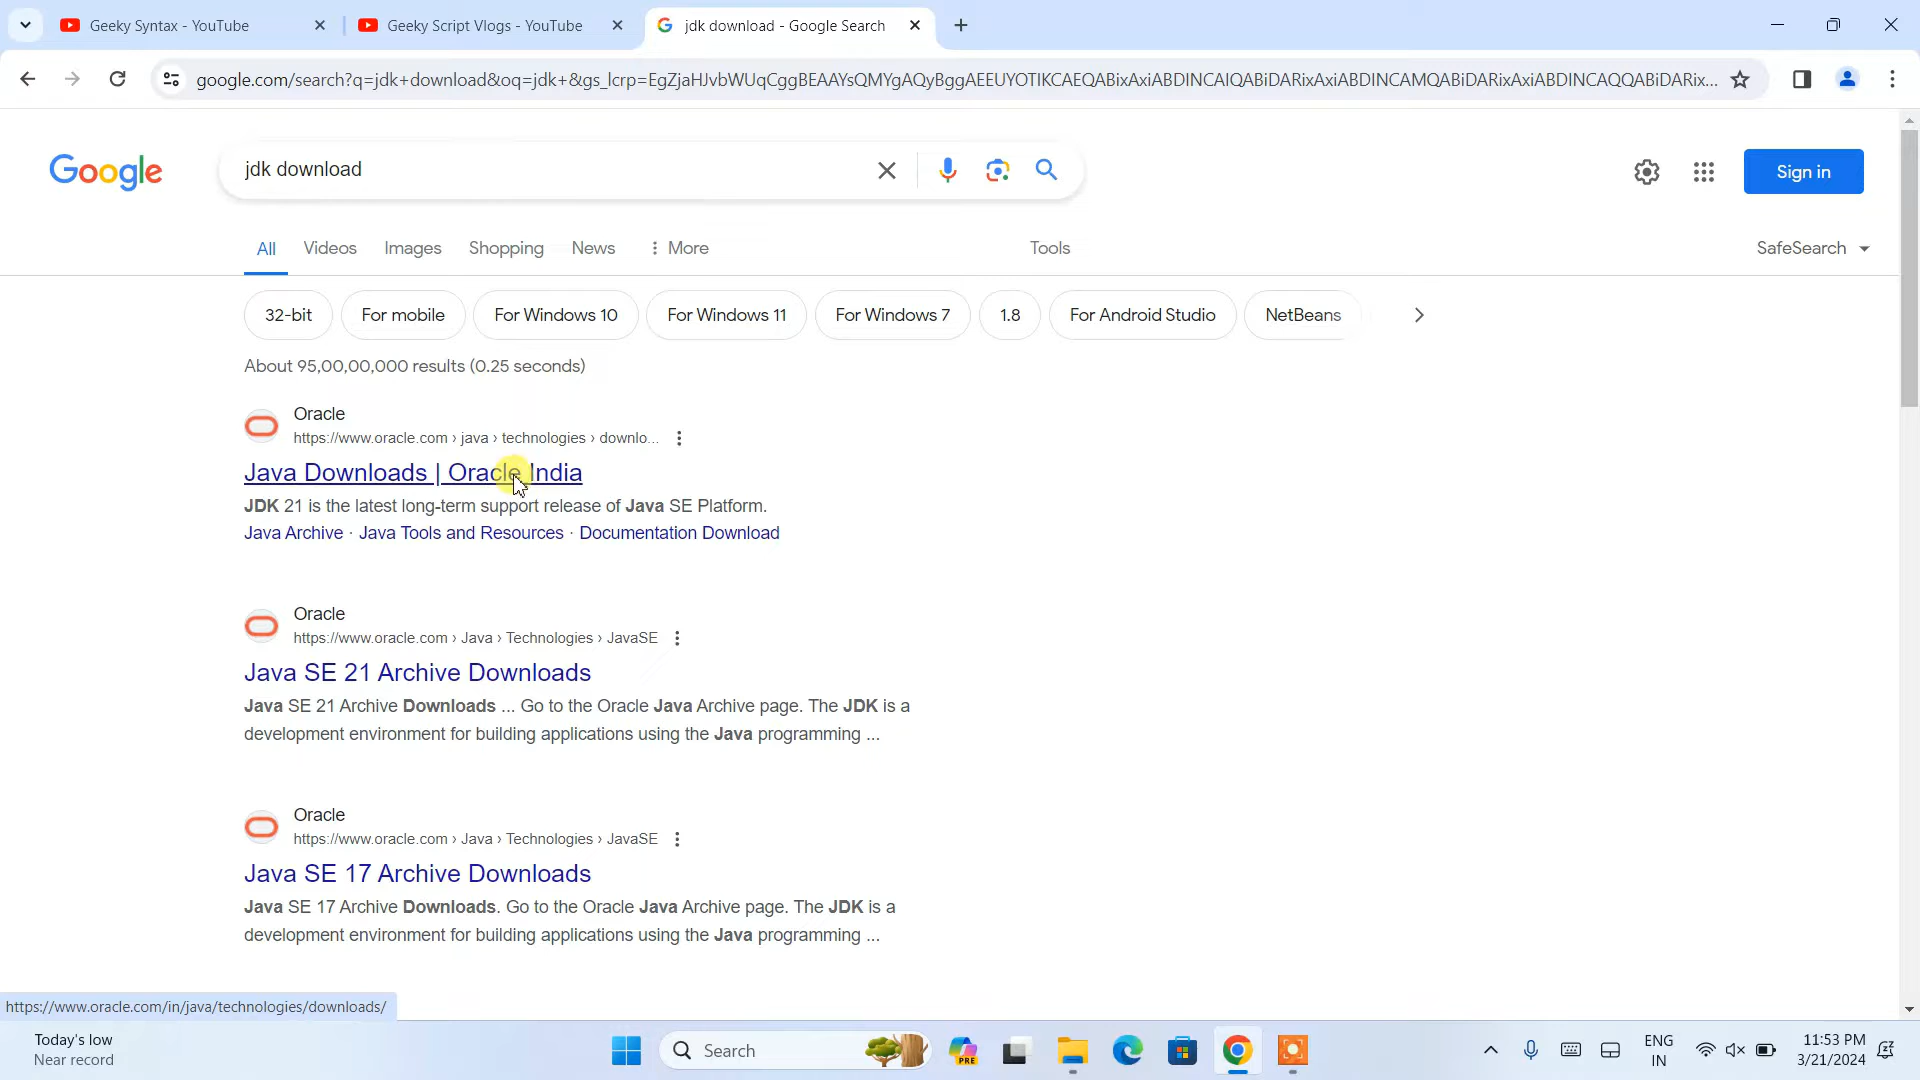 Geeky Syntax - YouTube
Geeky Script Vlogs - YouTube
jdk download - Google Search
google.com/search?q=jdk+download&oq=jdk+&gs_lcrp=EgZjaHJvbWUqCggBEAAYsQMYgAQyBggAEEUYOTIKCAEQABixAxiABDINCAIQABiDARixAxiABDINCAMQABiDARixAxiABDINCAQQABiDARix...
Google
jdk download
Sign in
All
Videos
Images
Shopping
News
More
Tools
SafeSearch
32-bit
For mobile
For Windows 10
For Windows 11
For Windows 7
1.8
For Android Studio
NetBeans
About 95,00,00,000 results (0.25 seconds)
Oracle
https://www.oracle.com › java › technologies › downlo...
Java Downloads | Oracle India
JDK 21 is the latest long-term support release of Java SE Platform.
Java Archive · Java Tools and Resources · Documentation Download
Oracle
https://www.oracle.com › Java › Technologies › JavaSE
Java SE 21 Archive Downloads
Java SE 21 Archive Downloads ... Go to the Oracle Java Archive page. The JDK is a
development environment for building applications using the Java programming ...
Oracle
https://www.oracle.com › Java › Technologies › JavaSE
Java SE 17 Archive Downloads
Java SE 17 Archive Downloads. Go to the Oracle Java Archive page. The JDK is a
development environment for building applications using the Java programming ...
https://www.oracle.com/in/java/technologies/downloads/
Today's low
Near record
Search
PRE
ENG
IN
11:53 PM
3/21/2024